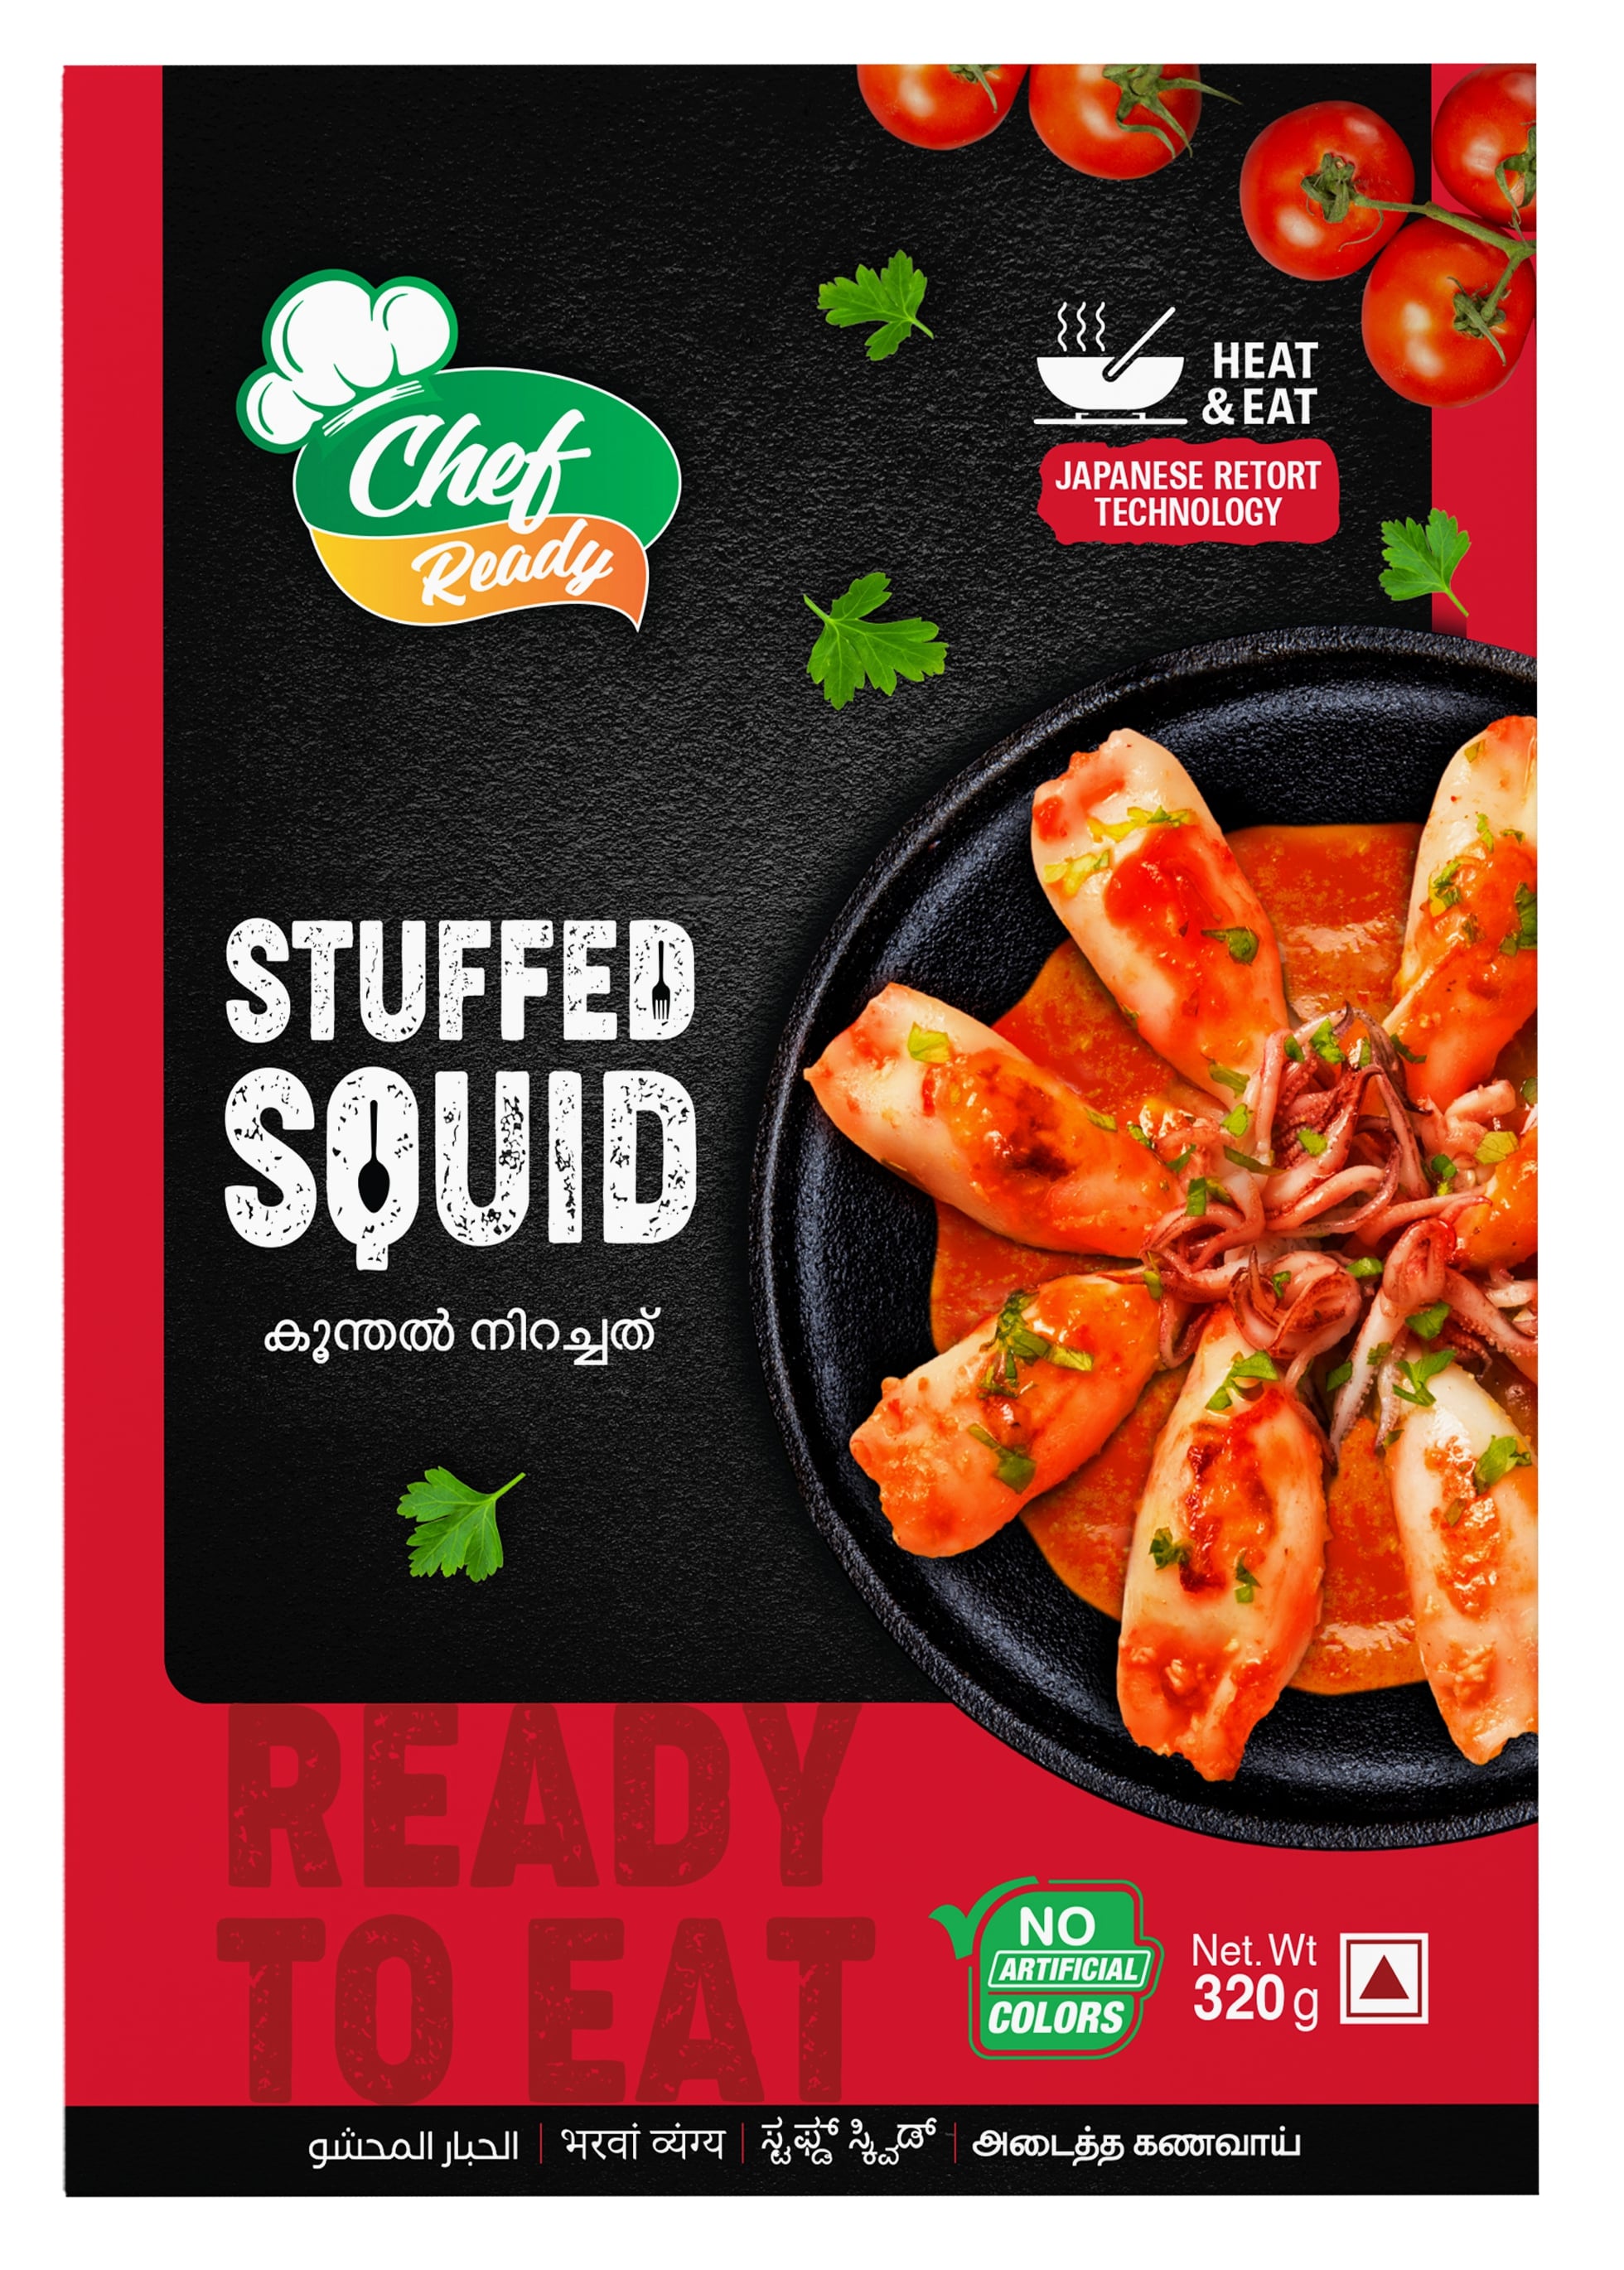 Chef
Ready
HEAT
& EAT
JAPANESE RETORT
TECHNOLOGY
STUFFED
SQUID
കൂന്തൽ നിറച്ചത്
READY
TO EAT
NO
ARTIFICIAL
COLORS
Net. Wt
320 g
الحبار المحشو | भरवां व्यंग्य | ಸ್ಟಫ್ಡ್ ಸ್ಕ್ವಿಡ್ | அடைத்த கணவாய்